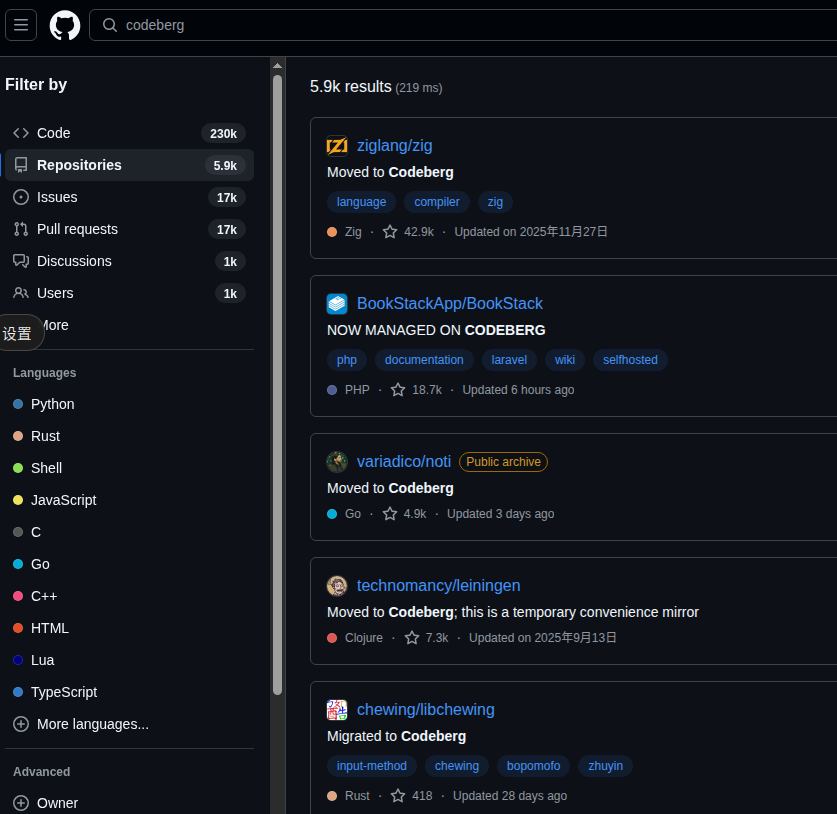 codeberg
Filter by
Code 230k
Repositories 5.9k
Issues 17k
Pull requests 17k
Discussions 1k
Users 1k
More
设置
Languages
Python
Rust
Shell
JavaScript
C
Go
C++
HTML
Lua
TypeScript
More languages...
Advanced
Owner
5.9k results (219 ms)
ziglang/zig
Moved to Codeberg
language compiler zig
Zig · 42.9k · Updated on 2025年11月27日
BookStackApp/BookStack
NOW MANAGED ON CODEBERG
php documentation laravel wiki selfhosted
PHP · 18.7k · Updated 6 hours ago
variadico/noti Public archive
Moved to Codeberg
Go · 4.9k · Updated 3 days ago
technomancy/leiningen
Moved to Codeberg; this is a temporary convenience mirror
Clojure · 7.3k · Updated on 2025年9月13日
chewing/libchewing
Migrated to Codeberg
input-method chewing bopomofo zhuyin
Rust · 418 · Updated 28 days ago